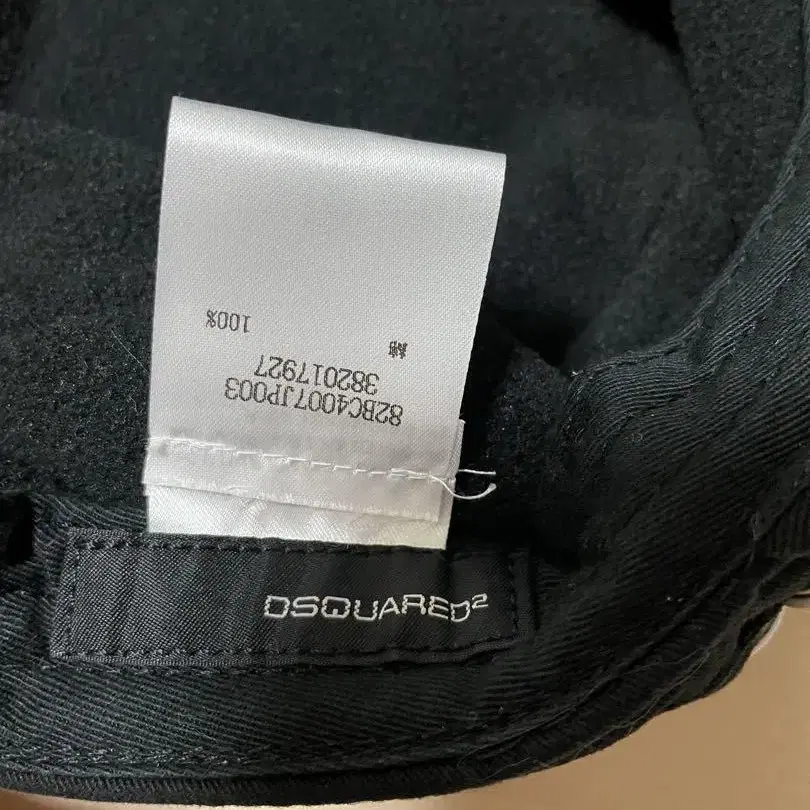 82BC4007JP003
382017927
綿
100%
DSQUARED²